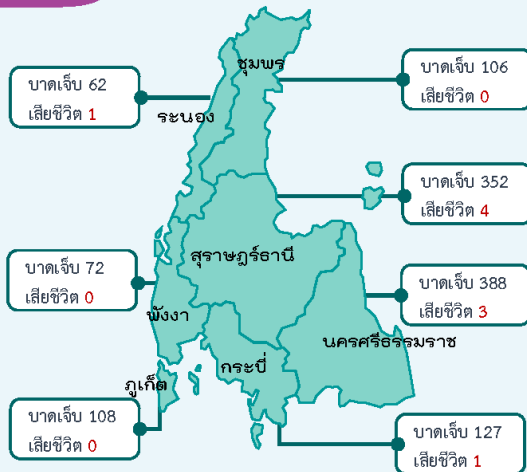 ชุมพร
บาดเจ็บ 106
เสียชีวิต 0
บาดเจ็บ 62
เสียชีวิต 1
ระนอง
บาดเจ็บ 352
เสียชีวิต 4
สุราษฎร์ธานี
บาดเจ็บ 72
เสียชีวิต 0
บาดเจ็บ 388
เสียชีวิต 3
พังงา
นครศรีธรรมราช
กระบี่
ภูเก็ต
บาดเจ็บ 108
เสียชีวิต 0
บาดเจ็บ 127
เสียชีวิต 1